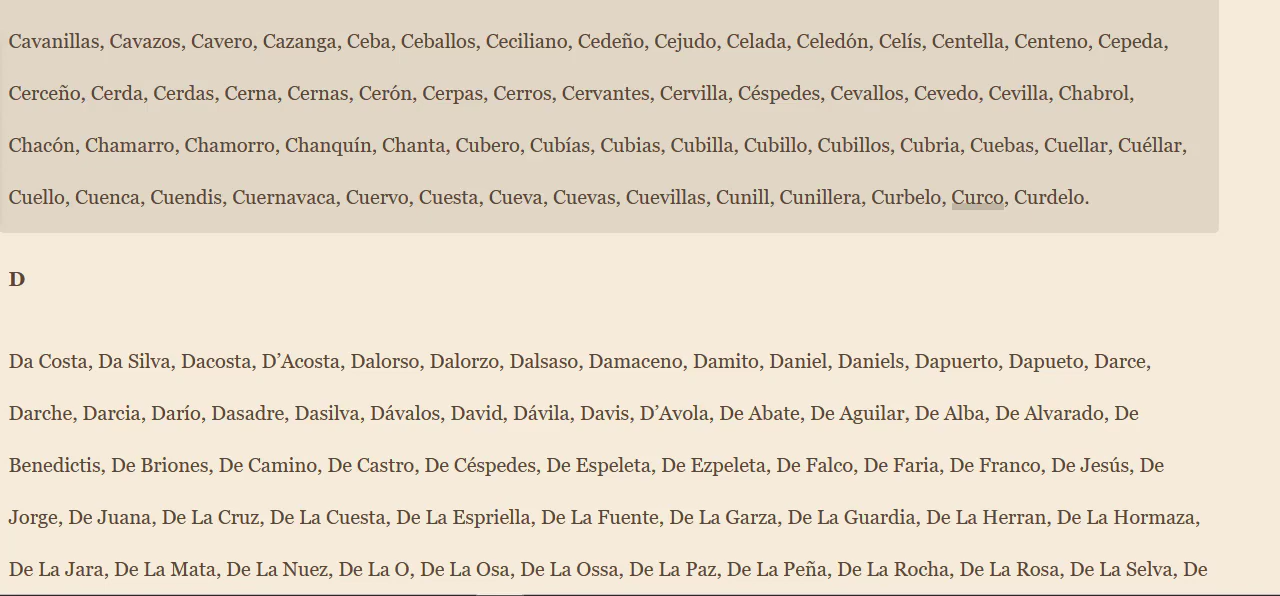 Cavanillas, Cavazos, Cavero, Cazanga, Ceba, Ceballos, Ceciliano, Cedeño, Cejudo, Celada, Celedón, Celís, Centella, Centeno, Cepeda,
Cerceño, Cerda, Cerdas, Cerna, Cernas, Cerón, Cerpas, Cerros, Cervantes, Cervilla, Céspedes, Cevallos, Cevedo, Cevilla, Chabrol,
Chacón, Chamarro, Chamorro, Chanquín, Chanta, Cubero, Cubías, Cubias, Cubilla, Cubillo, Cubillos, Cubria, Cuebas, Cuellar, Cuéllar,
Cuello, Cuenca, Cuendis, Cuernavaca, Cuervo, Cuesta, Cueva, Cuevas, Cuevillas, Cunill, Cunillera, Curbelo, Curco, Curdelo.
D
Da Costa, Da Silva, Dacosta, D’Acosta, Dalorso, Dalorzo, Dalsaso, Damaceno, Damito, Daniel, Daniels, Dapuerto, Dapueto, Darce,
Darche, Darcia, Darío, Dasadre, Dasilva, Dávalos, David, Dávila, Davis, D’Avola, De Abate, De Aguilar, De Alba, De Alvarado, De
Benedictis, De Briones, De Camino, De Castro, De Céspedes, De Espeleta, De Ezpeleta, De Falco, De Faria, De Franco, De Jesús, De
Jorge, De Juana, De La Cruz, De La Cuesta, De La Espriella, De La Fuente, De La Garza, De La Guardia, De La Herran, De La Hormaza,
De La Jara, De La Mata, De La Nuez, De La O, De La Osa, De La Ossa, De La Paz, De La Peña, De La Rocha, De La Rosa, De La Selva, De